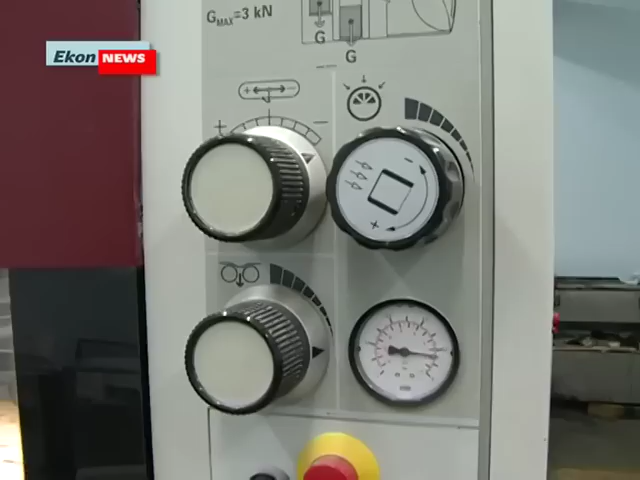 G MAX=3 kN
G
G
Ekon NEWS
+ −
−
+